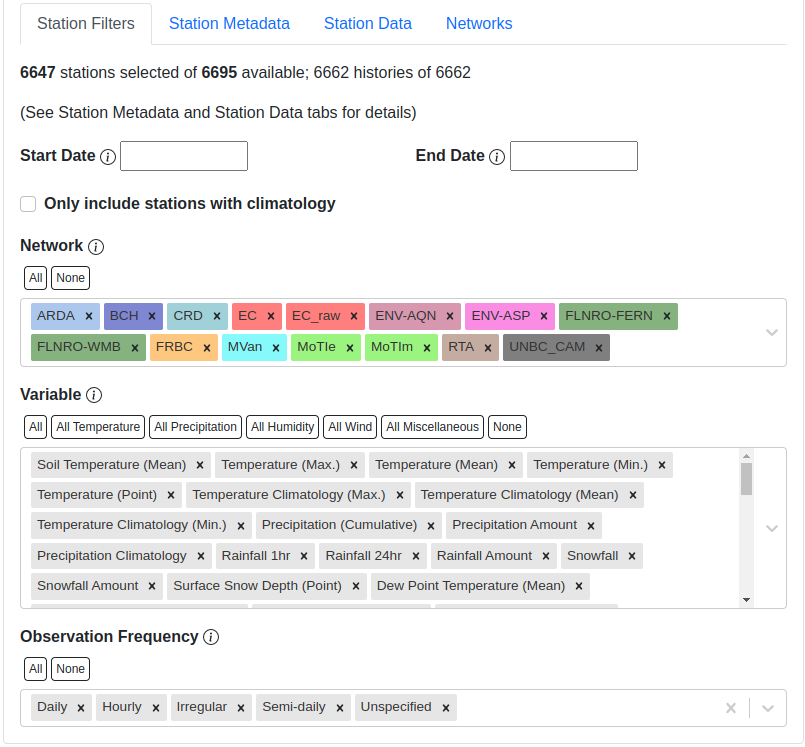 Station Filters Station Metadata Station Data Networks
6647 stations selected of 6695 available; 6662 histories of 6662
(See Station Metadata and Station Data tabs for details)
Start Date End Date
Only include stations with climatology
Network
All None
ARDA × BCH × CRD × EC × EC_raw × ENV-AQN × ENV-ASP × FLNRO-FERN ×
FLNRO-WMB × FRBC × MVan × MoTIe × MoTIm × RTA × UNBC_CAM ×
Variable
All All Temperature All Precipitation All Humidity All Wind All Miscellaneous None
Soil Temperature (Mean) × Temperature (Max.) × Temperature (Mean) × Temperature (Min.) ×
Temperature (Point) × Temperature Climatology (Max.) × Temperature Climatology (Mean) ×
Temperature Climatology (Min.) × Precipitation (Cumulative) × Precipitation Amount ×
Precipitation Climatology × Rainfall 1hr × Rainfall 24hr × Rainfall Amount × Snowfall ×
Snowfall Amount × Surface Snow Depth (Point) × Dew Point Temperature (Mean) ×
Observation Frequency
All None
Daily × Hourly × Irregular × Semi-daily × Unspecified ×